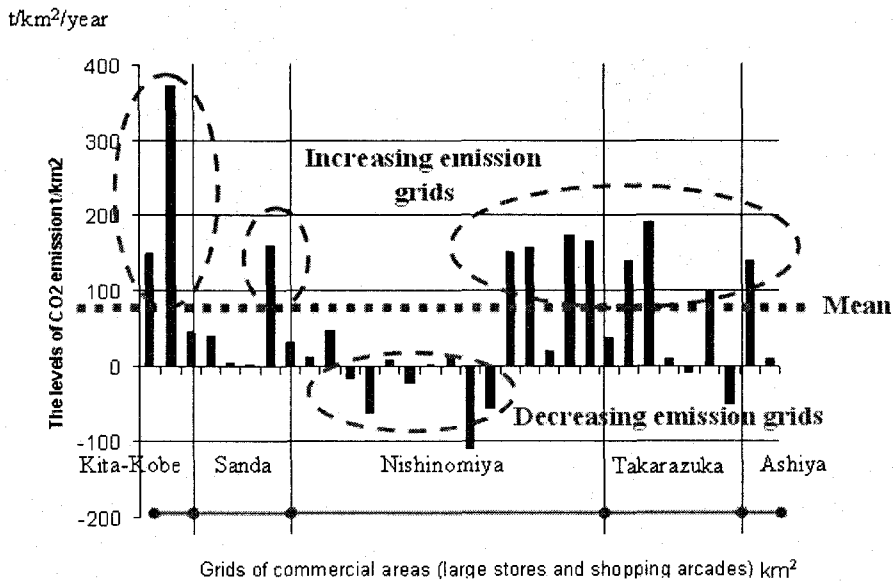 t/km²/year
400
300
200
100
0
-100
-200
The levels of CO2 emission t/km2
Increasing emission
grids
Mean
Decreasing emission grids
Kita-Kobe
Sanda
Nishinomiya
Takarazuka
Ashiya
Grids of commercial areas (large stores and shopping arcades) km²